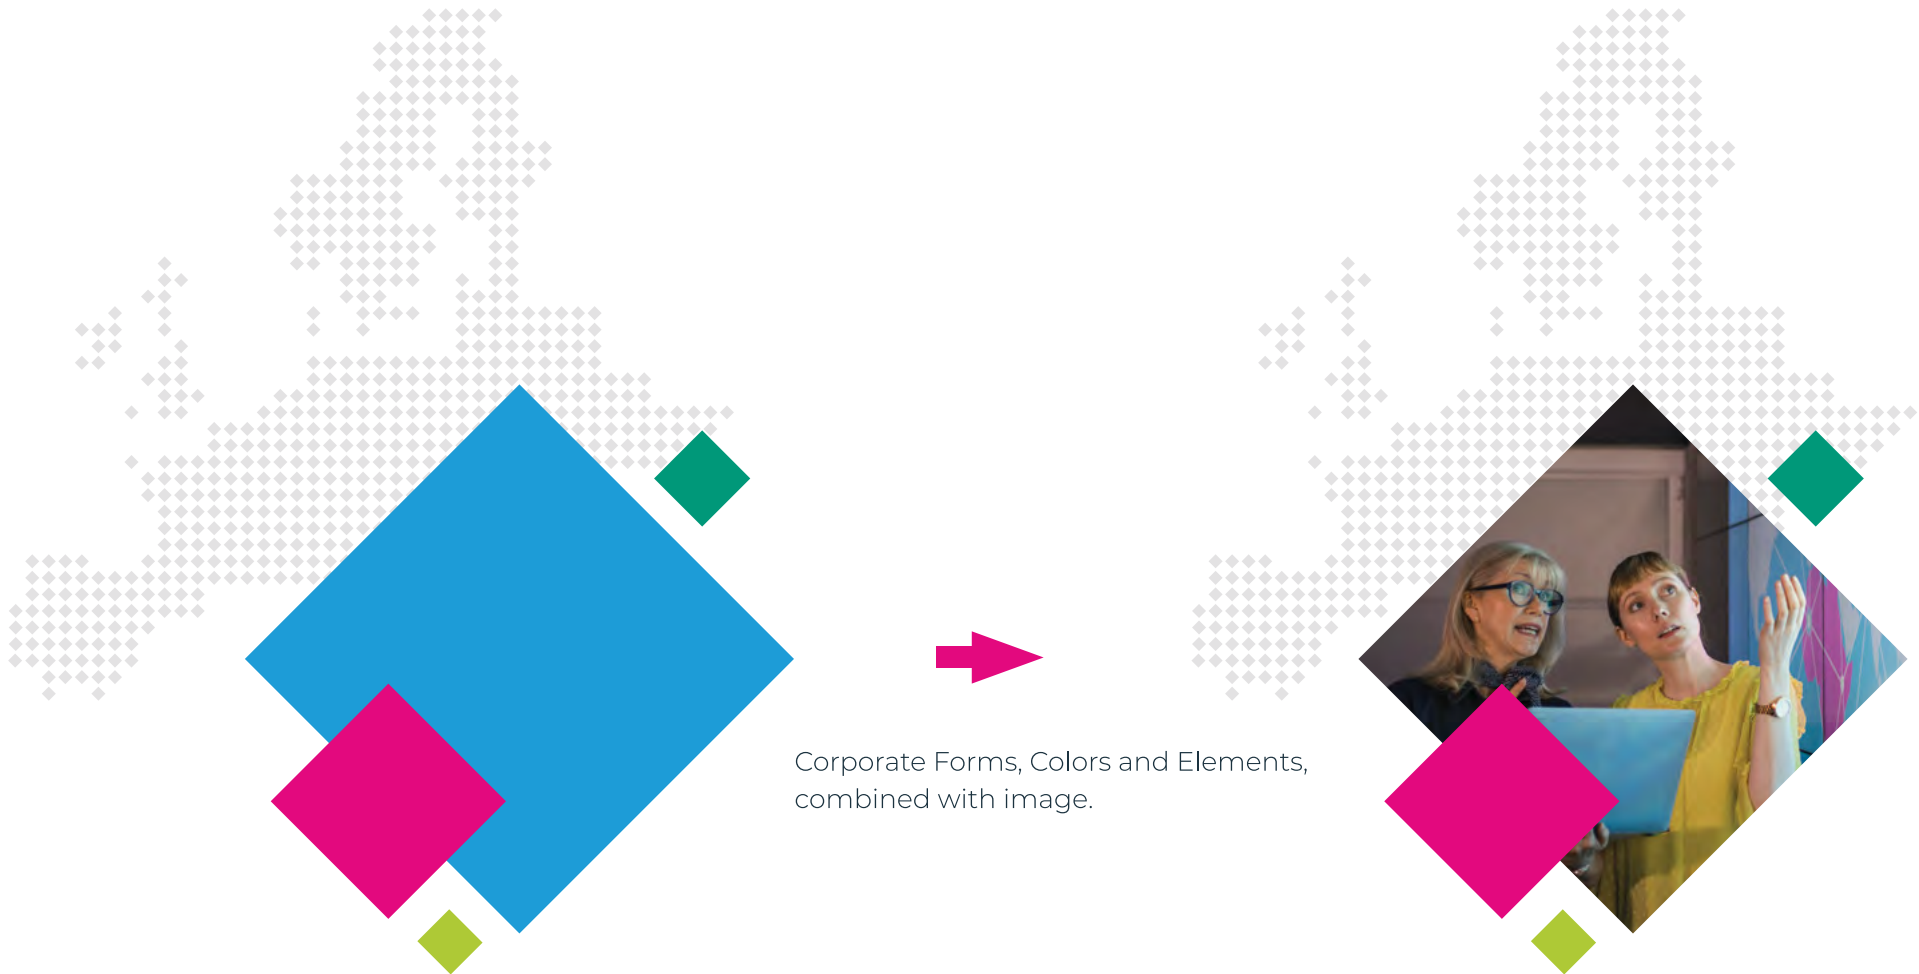 Corporate Forms, Colors and Elements,
combined with image.